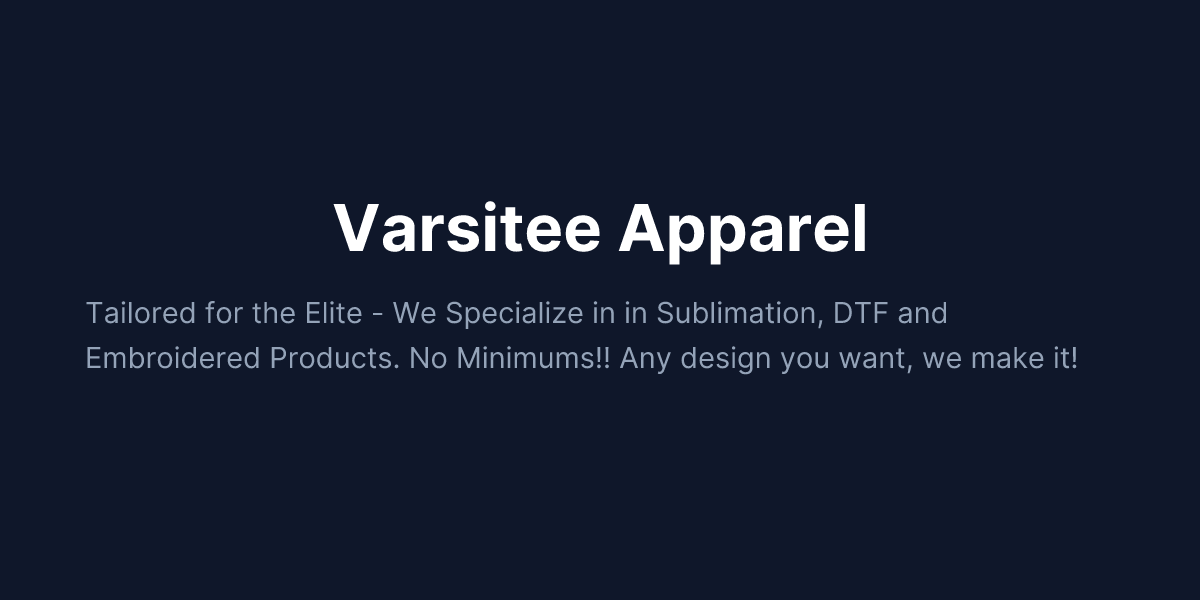 Varsitee Apparel
Tailored for the Elite - We Specialize in in Sublimation, DTF and
Embroidered Products. No Minimums!! Any design you want, we make it!